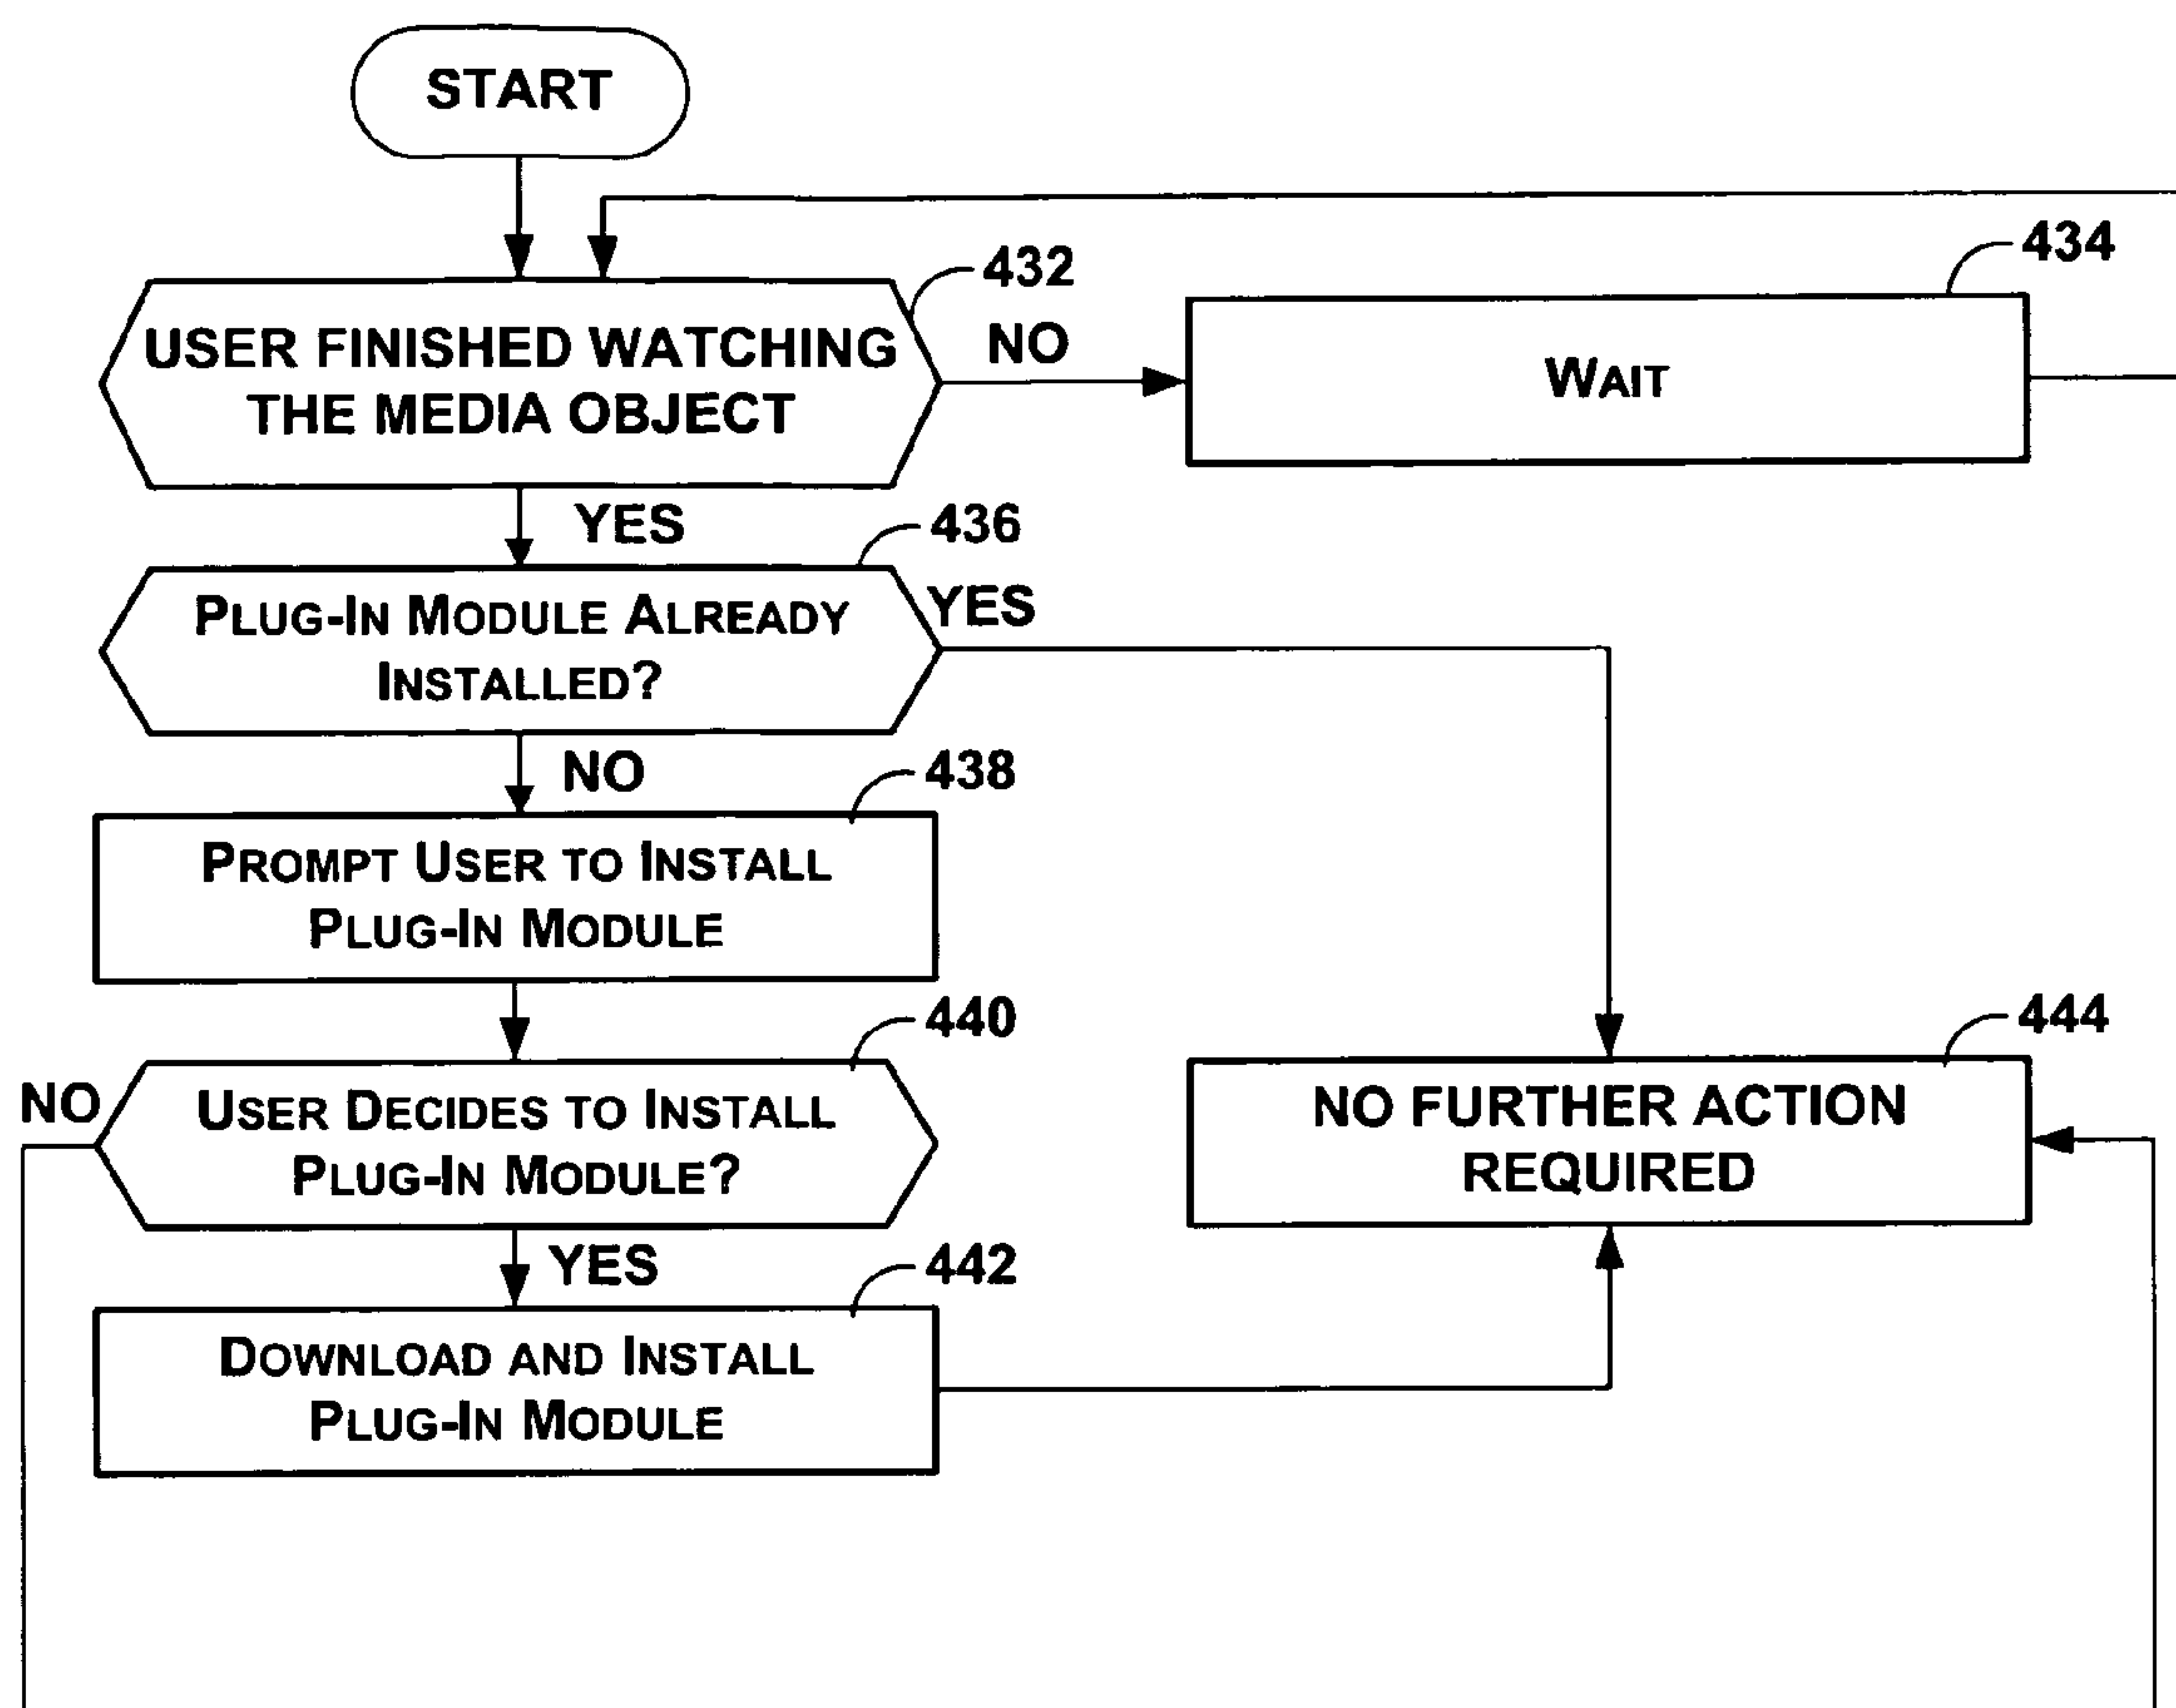 START
432
434
USER FINISHED WATCHING
THE MEDIA OBJECT
NO
WAIT
YES
436
PLUG-IN MODULE ALREADY
INSTALLED?
YES
NO
438
PROMPT USER TO INSTALL
PLUG-IN MODULE
440
444
NO
USER DECIDES TO INSTALL
PLUG-IN MODULE?
NO FURTHER ACTION
REQUIRED
YES
442
DOWNLOAD AND INSTALL
PLUG-IN MODULE